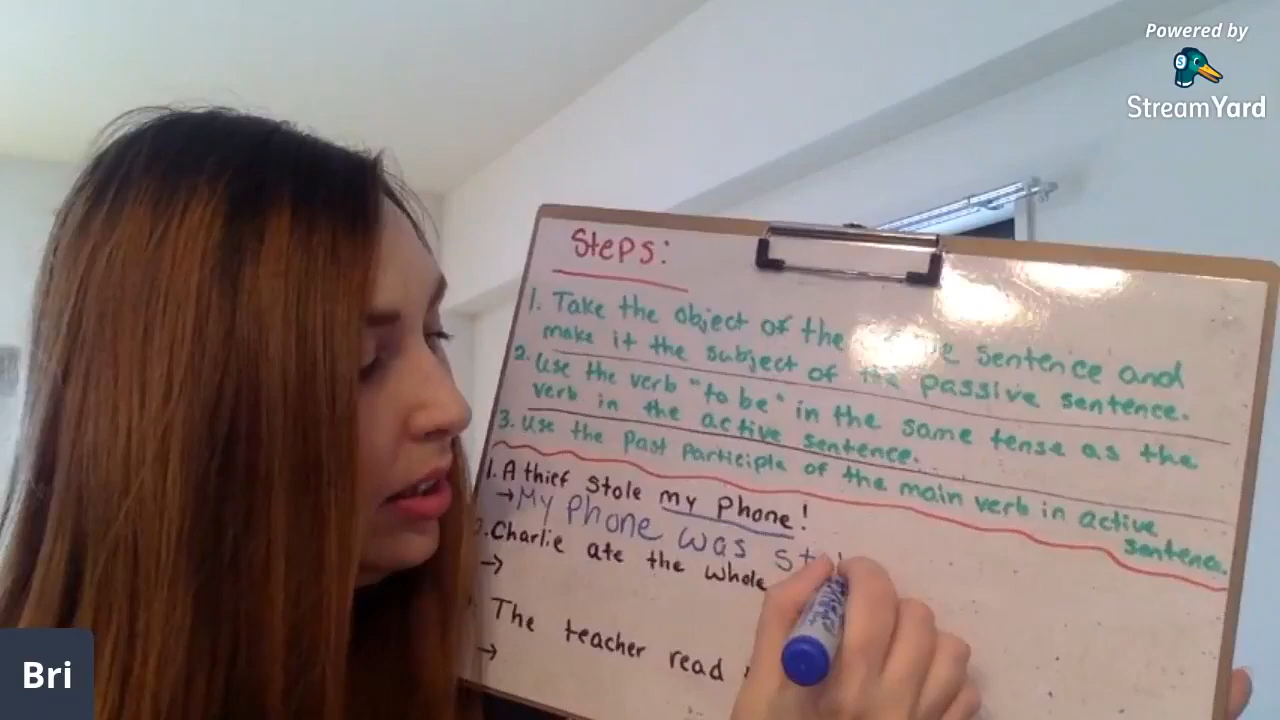 Powered by
StreamYard
Steps:
1. Take the object of the sentence and
make it the subject of the passive sentence.
2. Use the verb "to be" in the same tense as the
verb in the active sentence.
3. Use the past participle of the main verb in active
sentence.
1. A thief stole my phone!
→ My phone was
2. Charlie ate the whole
→
The teacher read
→
Bri